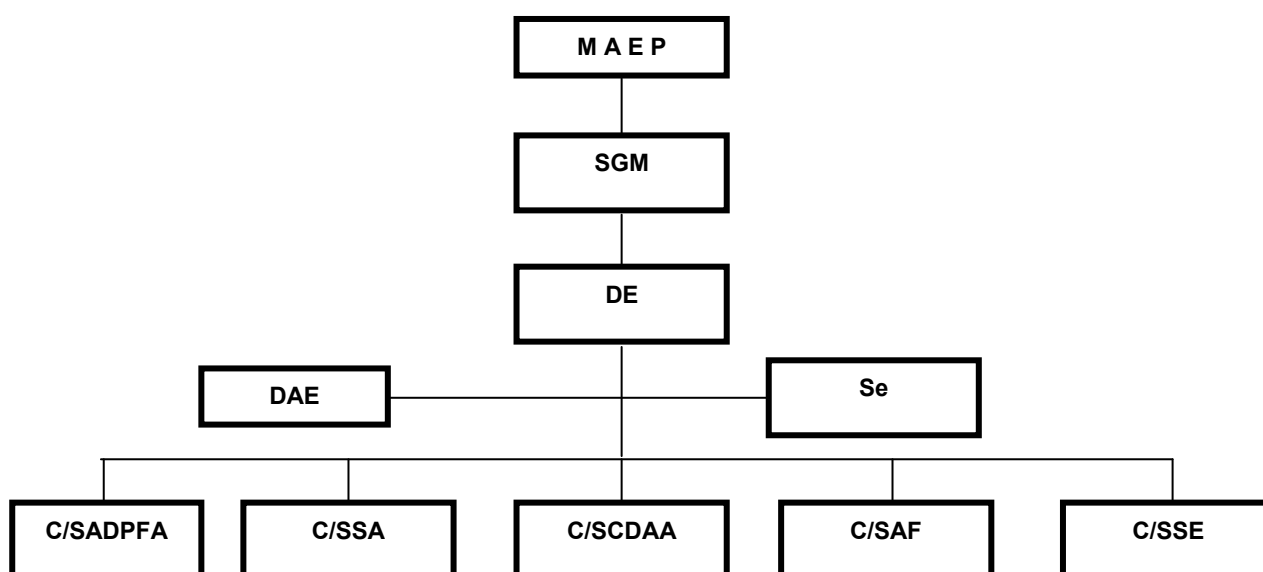 M A E P
SGM
DE
DAE
Se
C/SADPFA
C/SSA
C/SCDAA
C/SAF
C/SSE